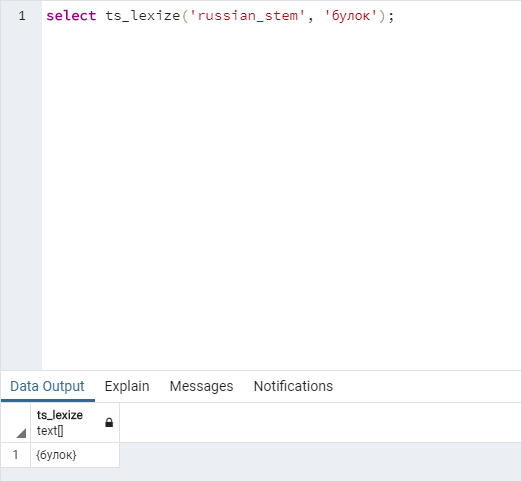 1 select ts_lexize('russian_stem', 'булок');
Data Output Explain Messages Notifications
ts_lexize
text[]
1 {булок}